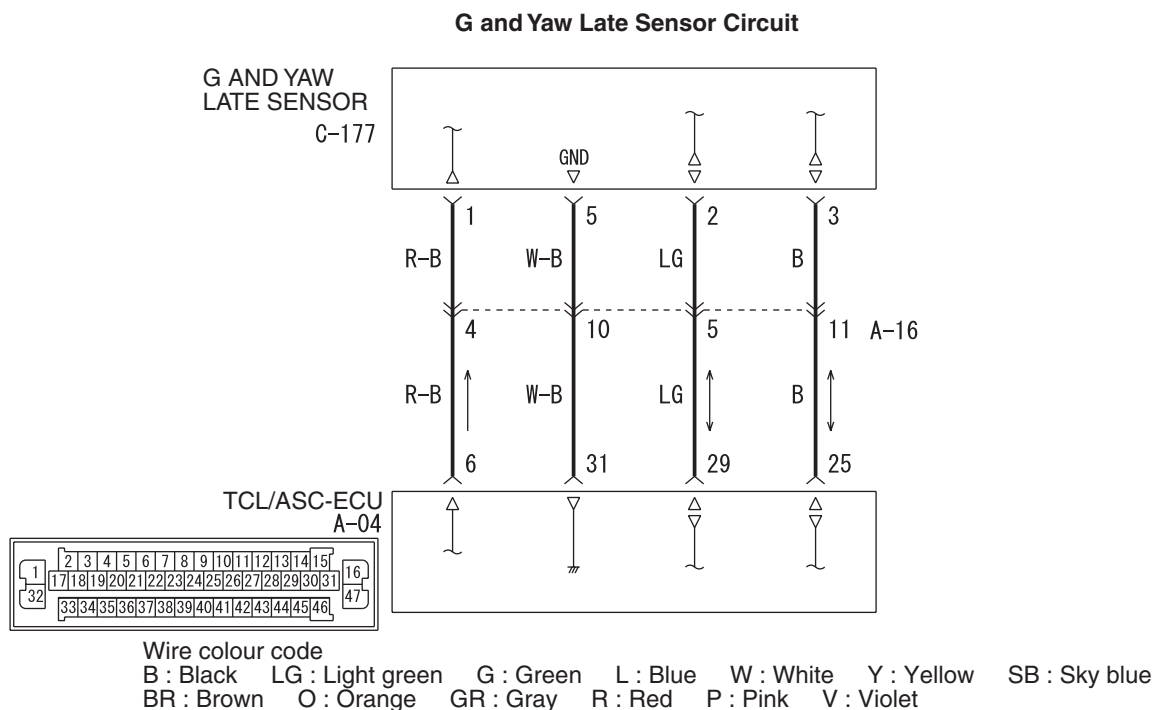 G and Yaw Late Sensor Circuit
G AND YAW
LATE SENSOR
C-177
GND
1 5 2 3
R-B W-B LG B
4 10 5 11 A-16
R-B W-B LG B
6 31 29 25
TCL/ASC-ECU
A-04
1 2 3 4 5 6 7 8 9 10 11 12 13 14 15 16
17 18 19 20 21 22 23 24 25 26 27 28 29 30 31
32 33 34 35 36 37 38 39 40 41 42 43 44 45 46 47
Wire colour code
B : Black LG : Light green G : Green L : Blue W : White Y : Yellow SB : Sky blue
BR : Brown O : Orange GR : Gray R : Red P : Pink V : Violet